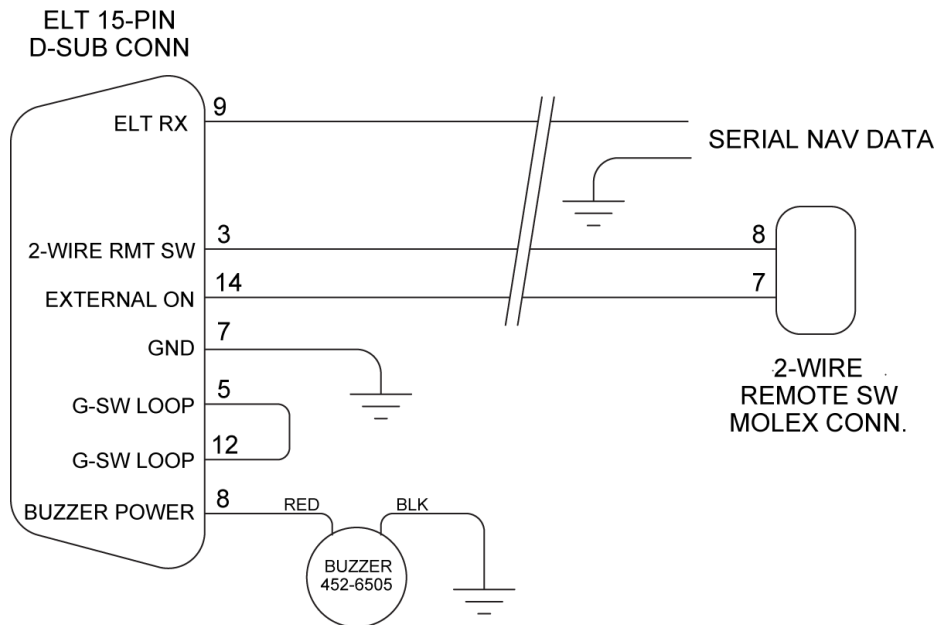 ELT 15-PIN
D-SUB CONN
ELT RX
9
SERIAL NAV DATA
2-WIRE RMT SW
3
8
EXTERNAL ON
14
7
GND
7
G-SW LOOP
5
G-SW LOOP
12
BUZZER POWER
8
RED
BLK
BUZZER
452-6505
2-WIRE
REMOTE SW
MOLEX CONN.